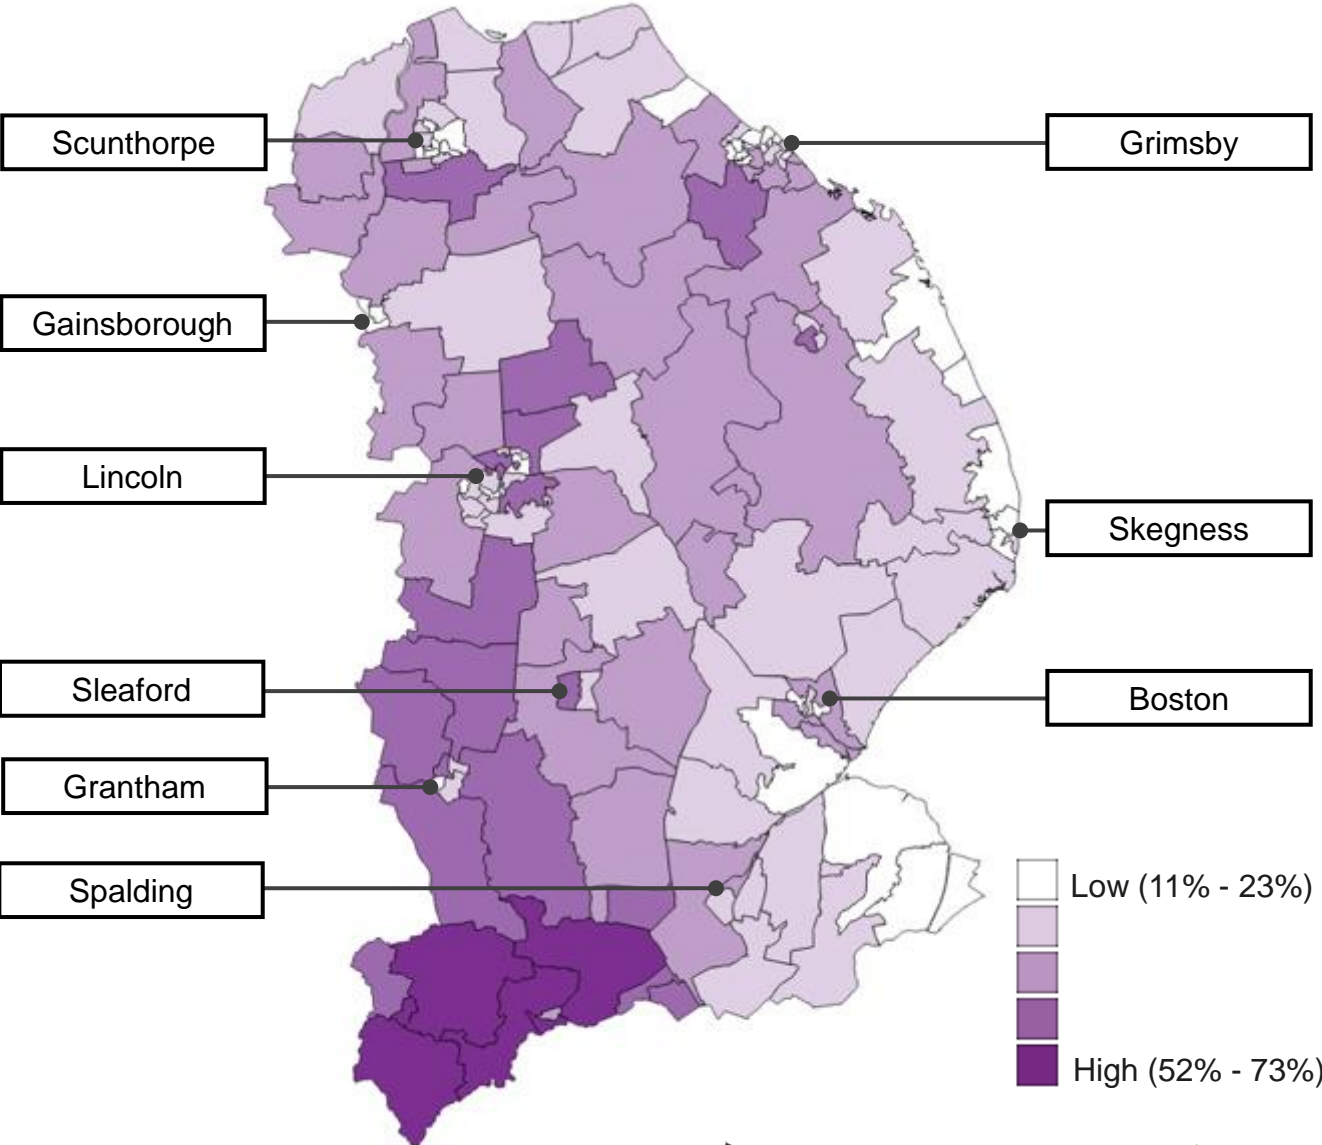 Scunthorpe
Grimsby
Gainsborough
Lincoln
Skegness
Sleaford
Boston
Grantham
Spalding
Low (11% - 23%)
High (52% - 73%)